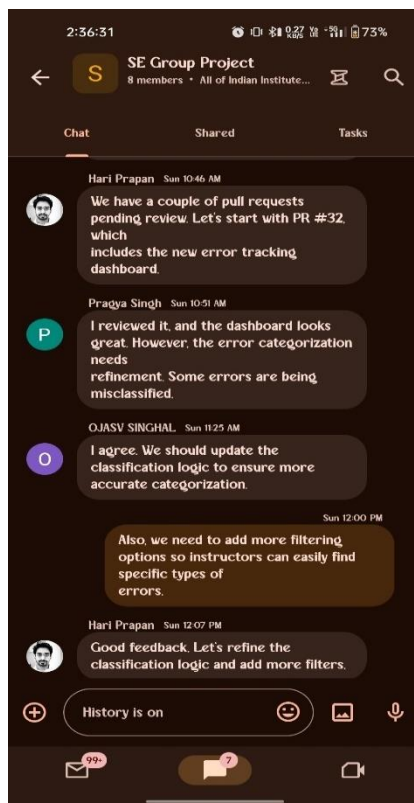 2:36:31
0.27 KB/S
5G
73%
S
SE Group Project
8 members • All of Indian Institute...
Chat
Shared
Tasks
Hari Prapan Sun 10:46 AM
We have a couple of pull requests
pending review. Let's start with PR #32,
which
includes the new error tracking
dashboard.
Pragya Singh Sun 10:51 AM
P
I reviewed it, and the dashboard looks
great. However, the error categorization
needs
refinement. Some errors are being
misclassified.
OJASV SINGHAL Sun 11:25 AM
O
I agree. We should update the
classification logic to ensure more
accurate categorization.
Sun 12:00 PM
Also, we need to add more filtering
options so instructors can easily find
specific types of
errors.
Hari Prapan Sun 12:07 PM
Good feedback. Let's refine the
classification logic and add more filters.
History is on
99+
7